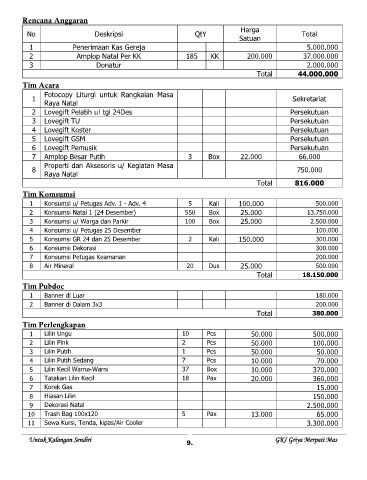 Rencana Anggaran
No Deskripsi QtY Harga Satuan Total
1 Penerimaan Kas Gereja 5.000.000
2 Amplop Natal Per KK 185 KK 200.000 37.000.000
3 Donatur 2.000.000
Total 44.000.000
Tim Acara
1 Fotocopy Liturgi untuk Rangkaian Masa Raya Natal Sekretariat
2 Lovegift Pelatih u/ tgl 24Des Persekutuan
3 Lovegift TU Persekutuan
4 Lovegift Koster Persekutuan
5 Lovegift GSM Persekutuan
6 Lovegift Pemusik Persekutuan
7 Amplop Besar Putih 3 Box 22.000 66.000
8 Properti dan Aksesoris u/ Kegiatan Masa Raya Natal 750.000
Total 816.000
Tim Komsumsi
1 Konsumsi u/ Petugas Adv. 1 - Adv. 4 5 Kali 100.000 500.000
2 Konsumsi Natal 1 (24 Desember) 550 Box 25.000 13.750.000
3 Konsumsi u/ Warga dan Parkir 100 Box 25.000 2.500.000
4 Konsumsi u/ Petugas 25 Desember 100.000
5 Konsumsi GR 24 dan 25 Desember 2 Kali 150.000 300.000
6 Konsumsi Dekorasi 300.000
7 Konsumsi Petugas Keamanan 200.000
8 Air Mineral 20 Dus 25.000 500.000
Total 18.150.000
Tim Pubdoc
1 Banner di Luar 180.000
2 Banner di Dalam 3x3 200.000
Total 380.000
Tim Perlengkapan
1 Lilin Ungu 10 Pcs 50.000 500.000
2 Lilin Pink 2 Pcs 50.000 100.000
3 Lilin Putih 1 Pcs 50.000 50.000
4 Lilin Putih Sedang 7 Pcs 10.000 70.000
5 Lilin Kecil Warna-Warni 37 Box 10.000 370.000
6 Tatakan Lilin Kecil 18 Pax 20.000 360.000
7 Korek Gas 15.000
8 Hiasan Lilin 150.000
9 Dekorasi Natal 2.500.000
10 Trash Bag 100x120 5 Pax 13.000 65.000
11 Sewa Kursi, Tenda, kipas/Air Cooler 3.300.000
Untuk Kalangan Sendiri 9. GKJ Griya Merpati Mas